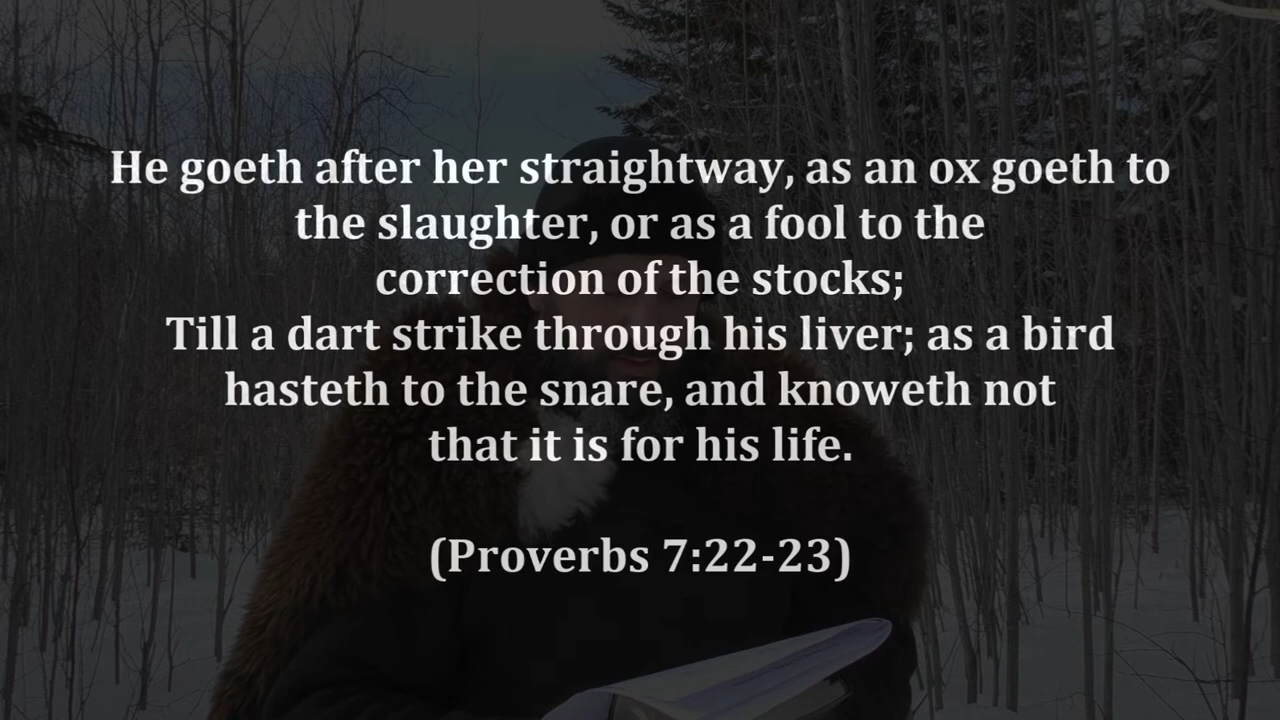 He goeth after her straightway, as an ox goeth to
the slaughter, or as a fool to the
correction of the stocks;
Till a dart strike through his liver; as a bird
hasteth to the snare, and knoweth not
that it is for his life.
(Proverbs 7:22-23)